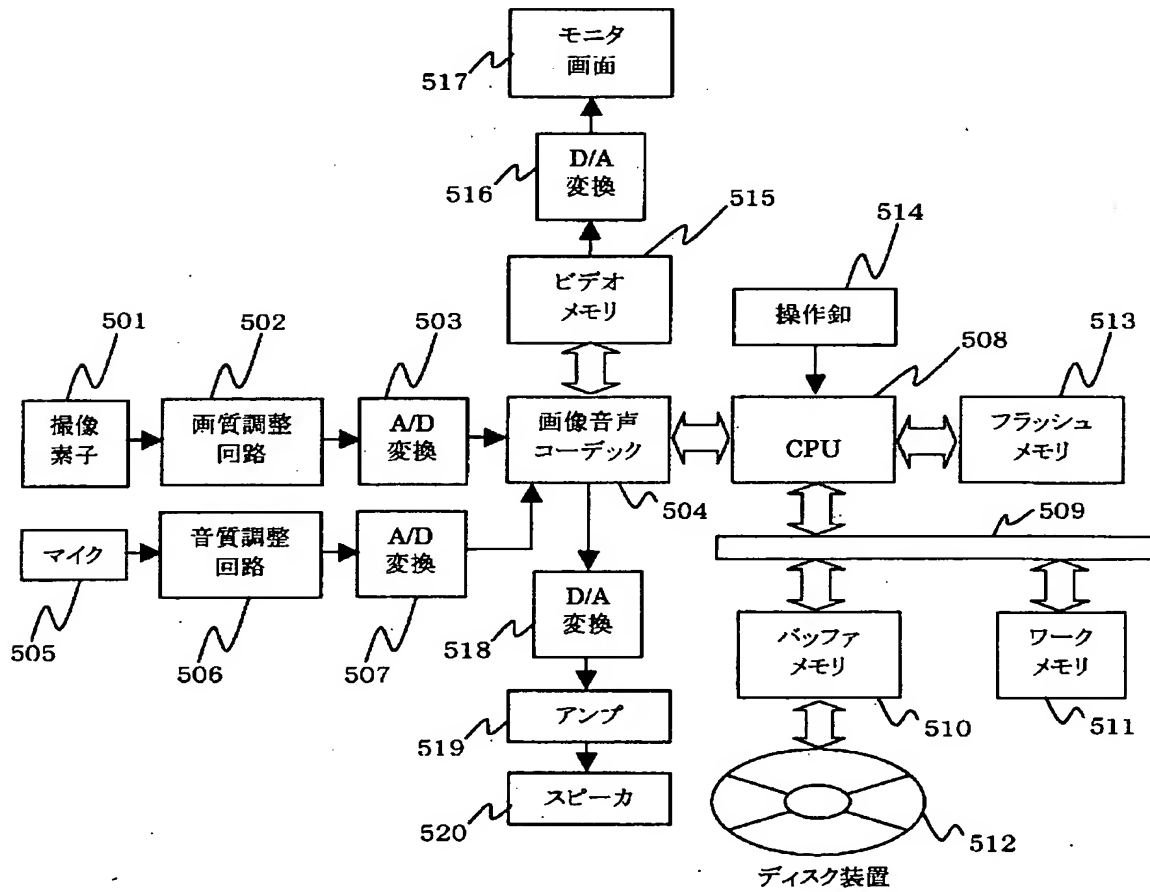 モニタ
画面
517
D/A
変換
516
515
514
ビデオ
メモリ
操作釦
513
501
502
503
508
撮像
素子
画質調整
回路
A/D
変換
画像音声
コーデック
CPU
フラッシュ
メモリ
504
509
マイク
音質調整
回路
A/D
変換
505
506
507
D/A
変換
518
バッファ
メモリ
ワーク
メモリ
510
511
アンプ
519
スピーカ
520
512
ディスク装置